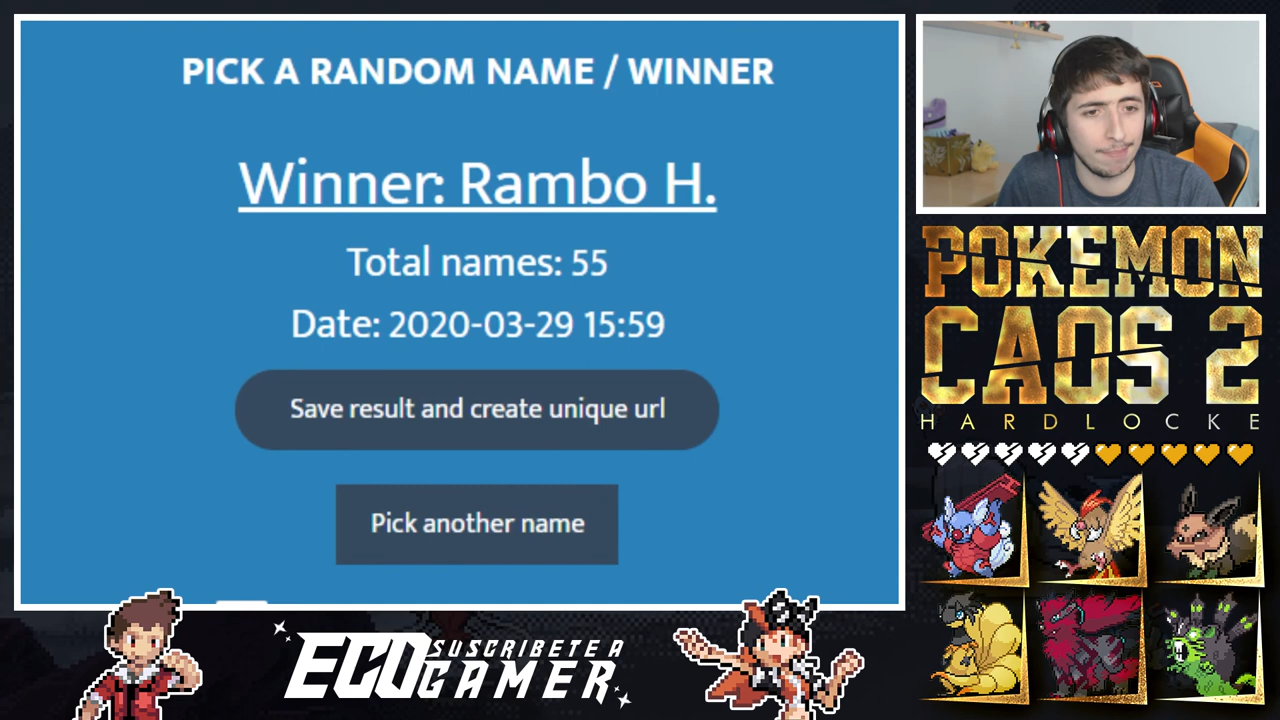 PICK A RANDOM NAME / WINNER
Winner: Rambo H.
Total names: 55
Date: 2020-03-29 15:59
Save result and create unique url
Pick another name
POKEMON
CAOS 2
HARDLOCKE
SUSCRIBETE A
EGO GAMER